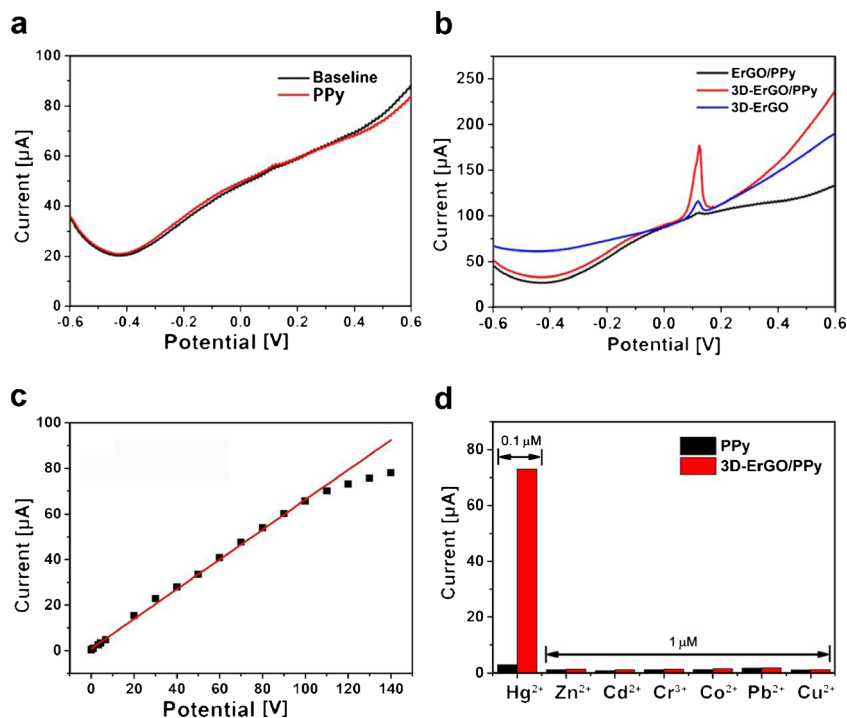 a
100
80
60
40
20
0
Current [µA]
-0.6 -0.4 -0.2 0.0 0.2 0.4 0.6
Potential [V]
Baseline
PPy
b
250
200
150
100
50
0
Current [µA]
-0.6 -0.4 -0.2 0.0 0.2 0.4 0.6
Potential [V]
ErGO/PPy
3D-ErGO/PPy
3D-ErGO
c
100
80
60
40
20
0
Current [µA]
0 20 40 60 80 100 120 140
Potential [V]
d
80
60
40
20
0
Current [µA]
0.1 µM
PPy
3D-ErGO/PPy
1 µM
Hg²⁺ Zn²⁺ Cd²⁺ Cr³⁺ Co²⁺ Pb²⁺ Cu²⁺